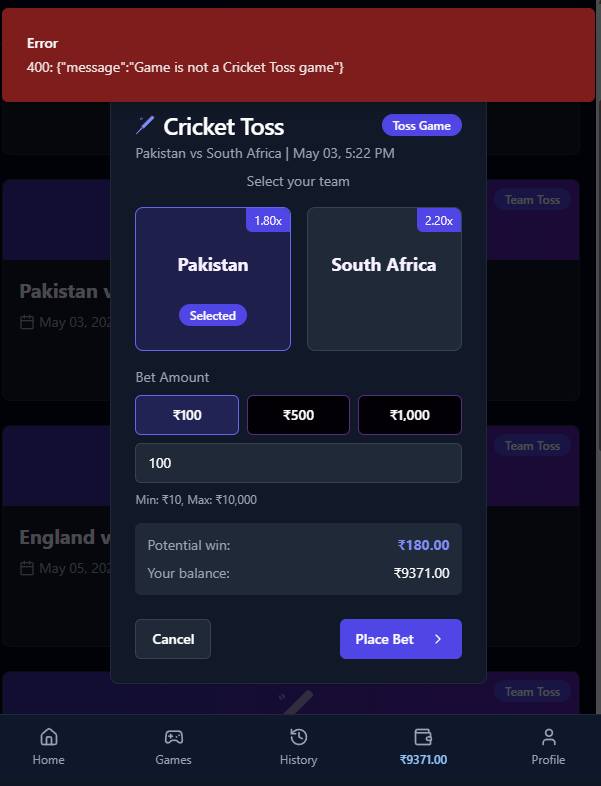 Error
400: {"message":"Game is not a Cricket Toss game"}
Cricket Toss
Toss Game
Pakistan vs South Africa | May 03, 5:22 PM
Select your team
1.80x
Pakistan
Selected
2.20x
South Africa
Bet Amount
₹100
₹500
₹1,000
100
Min: ₹10, Max: ₹10,000
Potential win:
₹180.00
Your balance:
₹9371.00
Cancel
Place Bet
Team Toss
Pakistan v
May 03, 202
Team Toss
England v
May 05, 202
Team Toss
Home
Games
History
₹9371.00
Profile